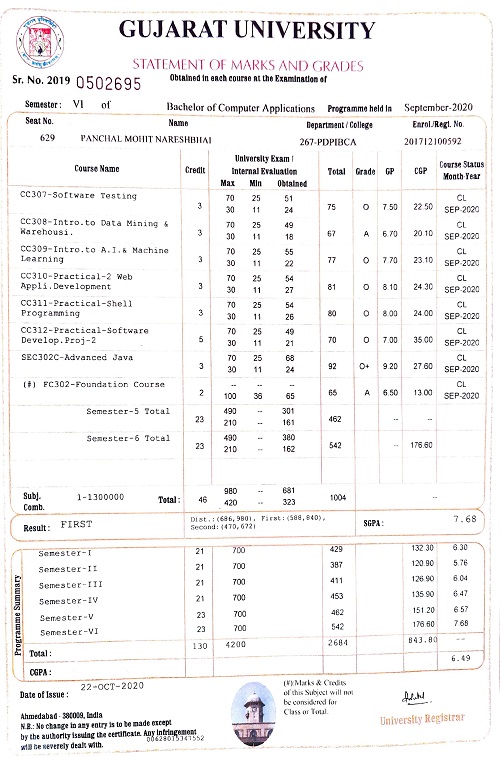 GUJARAT UNIVERSITY
STATEMENT OF MARKS AND GRADES
Sr. No. 2019 0502695 Obtained in each course at the Examination of
Semester : VI of Bachelor of Computer Applications Programme held in September-2020
Seat No. Name Department / College Enrol./Regi. No.
629 PANCHAL MOHIT NARESHBHAI 267-PDPIBCA 201712100592
Course Name Credit University Exam / Internal Evaluation Total Grade GP CGP Course Status Month-Year
Max Min Obtained
CC307-Software Testing 3 70 25 51 75 O 7.50 22.50 CL
30 11 24 SEP-2020
CC308-Intro.to Data Mining & 70 25 49 CL
Warehousi. 3 30 11 18 67 A 6.70 20.10 SEP-2020
CC309-Intro.to A.I.& Machine 70 25 55 CL
Learning 3 30 11 22 77 O 7.70 23.10 SEP-2020
CC310-Practical-2 Web 70 25 54 CL
Appli.Development 3 30 11 27 81 O 8.10 24.30 SEP-2020
CC311-Practical-Shell 70 25 54 CL
Programming 3 30 11 26 80 O 8.00 24.00 SEP-2020
CC312-Practical-Software 70 25 49 CL
Develop.Proj-2 5 30 11 21 70 O 7.00 35.00 SEP-2020
SEC302C-Advanced Java 70 25 68 CL
3 30 11 24 92 O+ 9.20 27.60 SEP-2020
(#) FC302-Foundation Course -- -- -- CL
2 100 36 65 65 A 6.50 13.00 SEP-2020
Semester-5 Total 23 490 -- 301 462 -- --
210 -- 161
Semester-6 Total 23 490 -- 380 542 -- 176.60
210 -- 162
Subj. Comb. 1-1300000 Total : 46 980 -- 681 1004 --
420 -- 323
Result : FIRST Dist.:(686,980), First:(588,840), SGPA : 7.68
Second:(470,672)
Programme Summary
Semester-I 21 700 429 132.30 6.30
Semester-II 21 700 387 120.90 5.76
Semester-III 21 700 411 126.90 6.04
Semester-IV 21 700 453 135.90 6.47
Semester-V 23 700 462 151.20 6.57
Semester-VI 23 700 542 176.60 7.68
Total : 130 4200 2684 843.80 --
CGPA : 6.49
Date of Issue : 22-OCT-2020
(#):Marks & Credits
of this Subject will not
be considered for
Class or Total.
University Registrar
Ahmedabad - 380009, India
N.B.: No change in any entry is to be made except
by the authority issuing the certificate. Any infringement
will be severely dealt with.